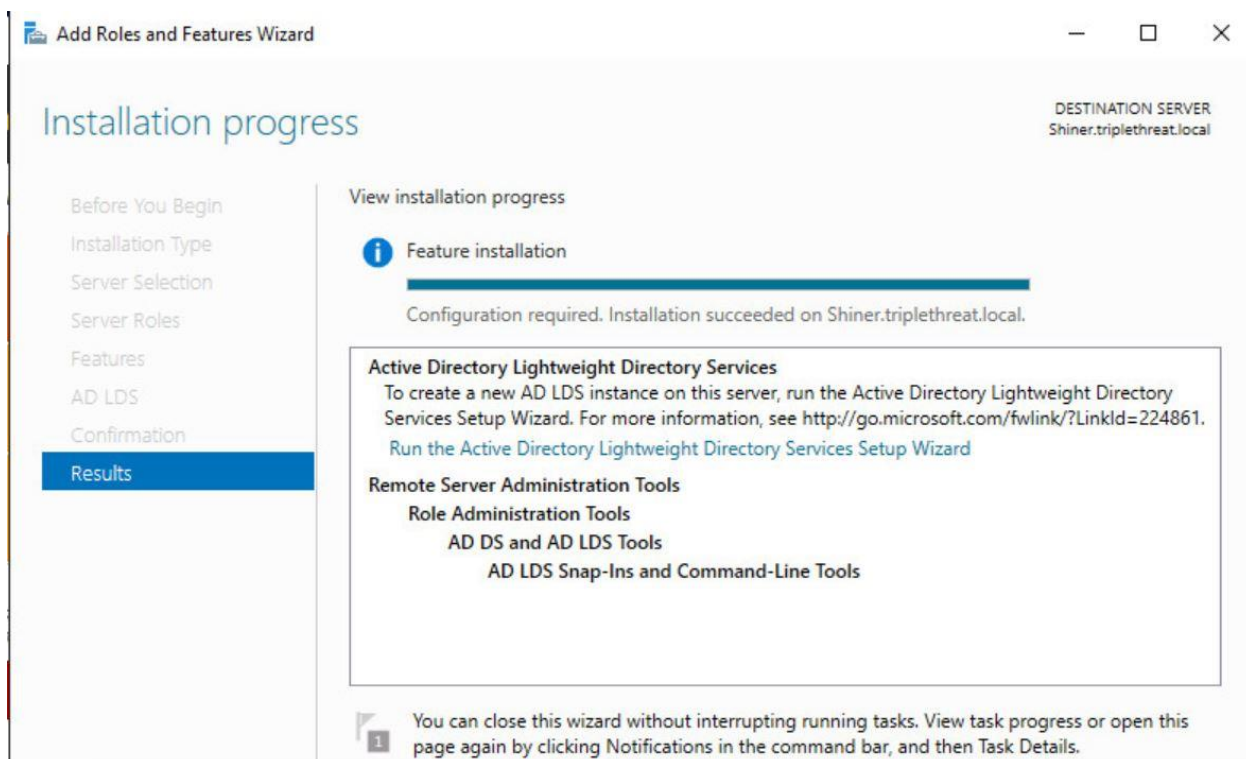 Add Roles and Features Wizard
Installation progress
DESTINATION SERVER
Shiner.triplethreat.local
Before You Begin
Installation Type
Server Selection
Server Roles
Features
AD LDS
Confirmation
Results
View installation progress
Feature installation
Configuration required. Installation succeeded on Shiner.triplethreat.local.
Active Directory Lightweight Directory Services
To create a new AD LDS instance on this server, run the Active Directory Lightweight Directory
Services Setup Wizard. For more information, see http://go.microsoft.com/fwlink/?LinkId=224861.
Run the Active Directory Lightweight Directory Services Setup Wizard
Remote Server Administration Tools
Role Administration Tools
AD DS and AD LDS Tools
AD LDS Snap-Ins and Command-Line Tools
1
You can close this wizard without interrupting running tasks. View task progress or open this
page again by clicking Notifications in the command bar, and then Task Details.